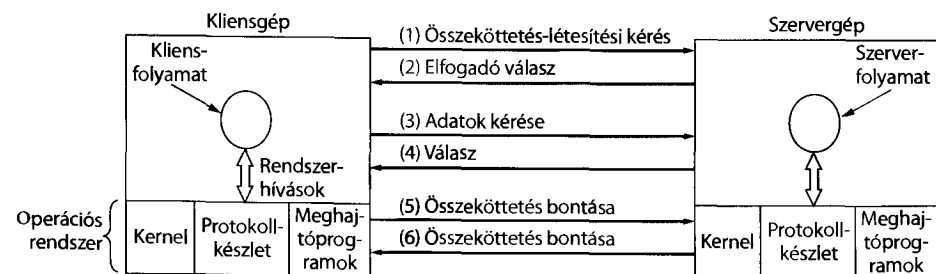 Kliensgép
Szervergép
Kliens-
folyamat
(1) Összeköttetés-létesítési kérés
(2) Elfogadó válasz
Szerver-
folyamat
(3) Adatok kérése
(4) Válasz
Rendszer-
hívások
Operációs
rendszer
Kernel
Protokoll-
készlet
Meghaj-
tóprog-
ramok
(5) Összeköttetés bontása
(6) Összeköttetés bontása
Kernel
Protokoll-
készlet
Meghaj-
tóprog-
ramok